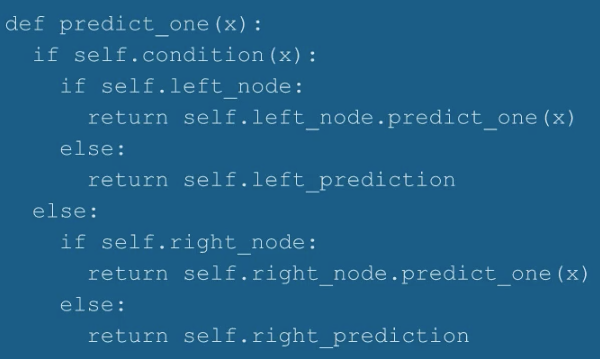 def predict_one(x):
  if self.condition(x):
    if self.left_node:
      return self.left_node.predict_one(x)
    else:
      return self.left_prediction
  else:
    if self.right_node:
      return self.right_node.predict_one(x)
    else:
      return self.right_prediction